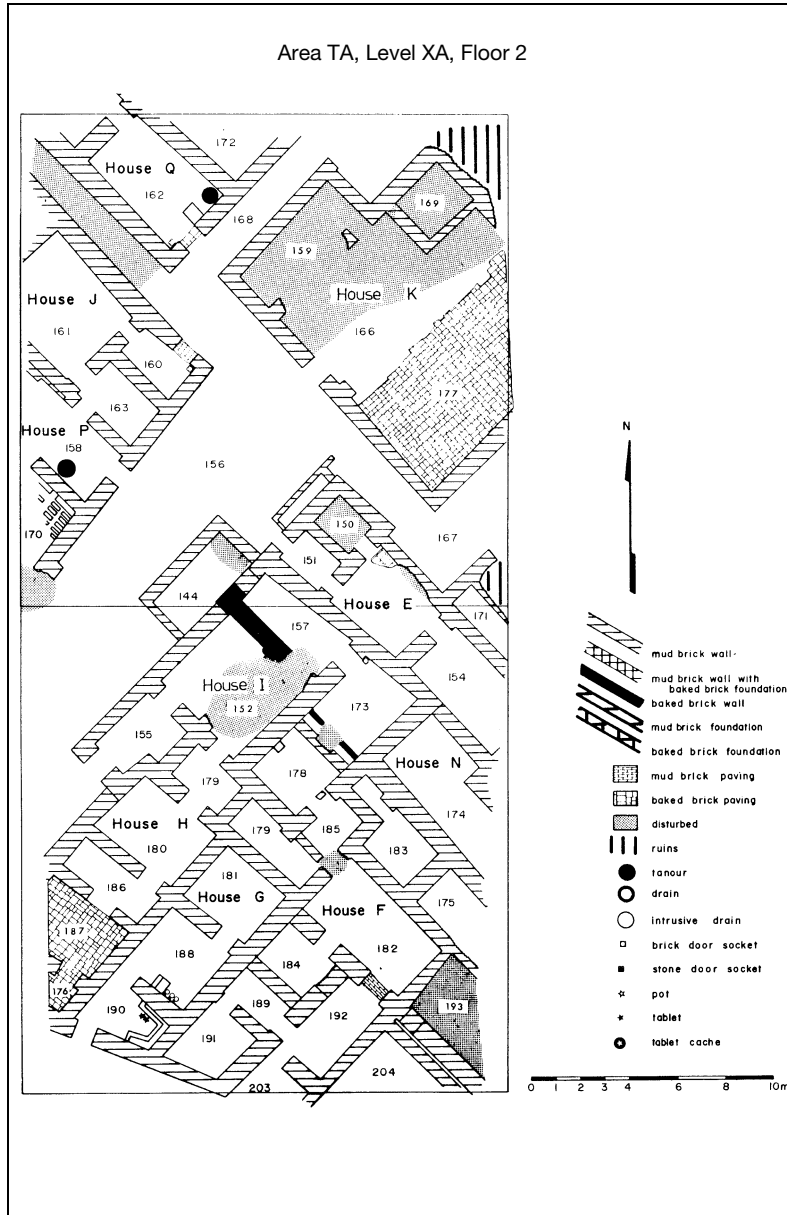 Area TA, Level XA, Floor 2
172
House Q
162
168
169
159
House K
House J
166
161
160
177
163
House P
158
156
150
170
151
167
144
House E
157
171
House I
154
152
173
155
House N
179
178
174
House H
179
185
180
183
181
186
House G
House F
175
187
188
182
184
176
193
190
189
192
191
203
204
N
mud brick wall
mud brick wall with
baked brick foundation
baked brick wall
mud brick foundation
baked brick foundation
mud brick paving
baked brick paving
disturbed
ruins
tanour
drain
intrusive drain
brick door socket
stone door socket
pot
tablet
tablet cache
0 1 2 3 4 6 8 10m